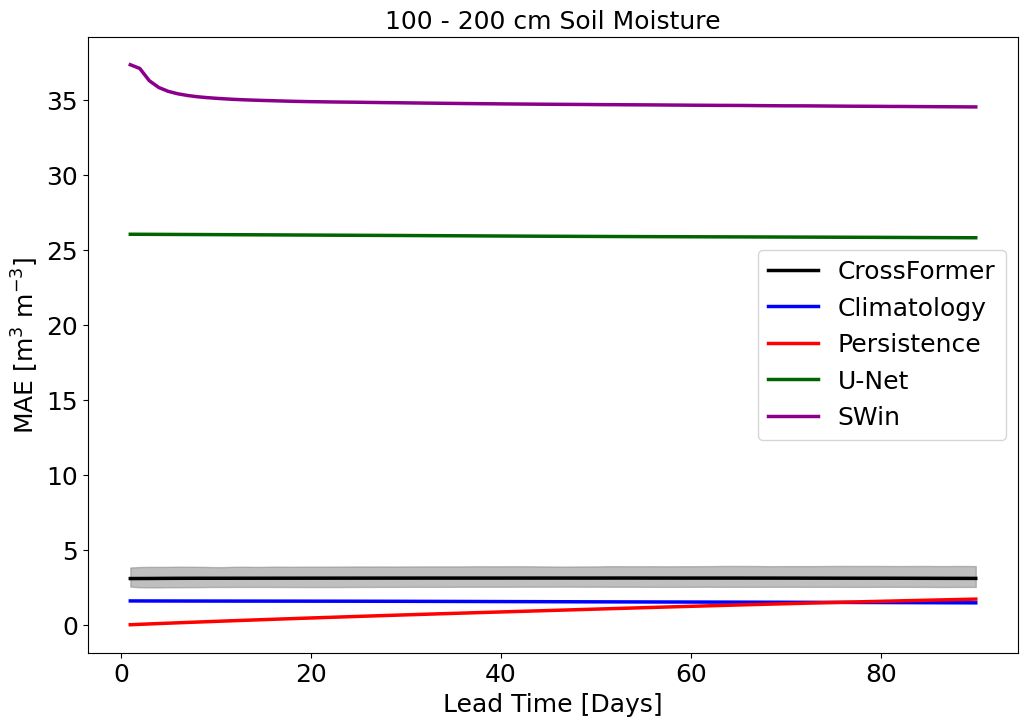 100 - 200 cm Soil Moisture
MAE [m³ m⁻³]
35
30
25
20
15
10
5
0
CrossFormer
Climatology
Persistence
U-Net
SWin
0 20 40 60 80
Lead Time [Days]